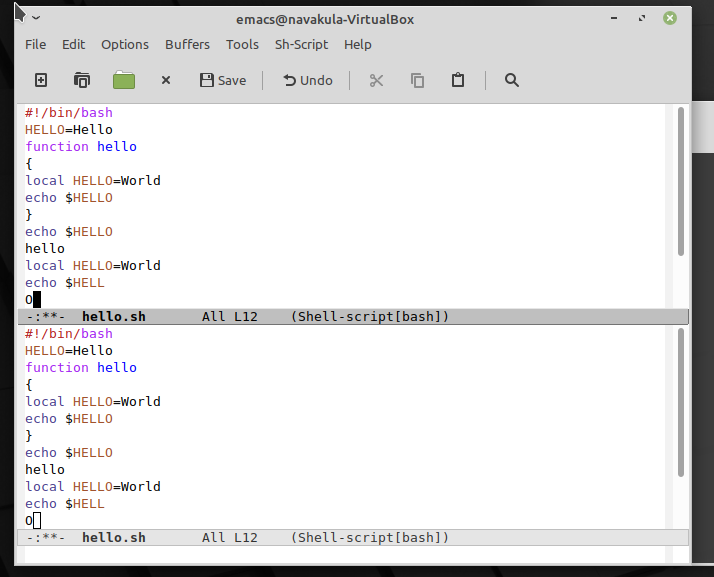 emacs@navakula-VirtualBox
File Edit Options Buffers Tools Sh-Script Help
Save Undo
#!/bin/bash
HELLO=Hello
function hello
{
local HELLO=World
echo $HELLO
}
echo $HELLO
hello
local HELLO=World
echo $HELL
O
-:**- hello.sh All L12 (Shell-script[bash])
#!/bin/bash
HELLO=Hello
function hello
{
local HELLO=World
echo $HELLO
}
echo $HELLO
hello
local HELLO=World
echo $HELL
O
-:**- hello.sh All L12 (Shell-script[bash])